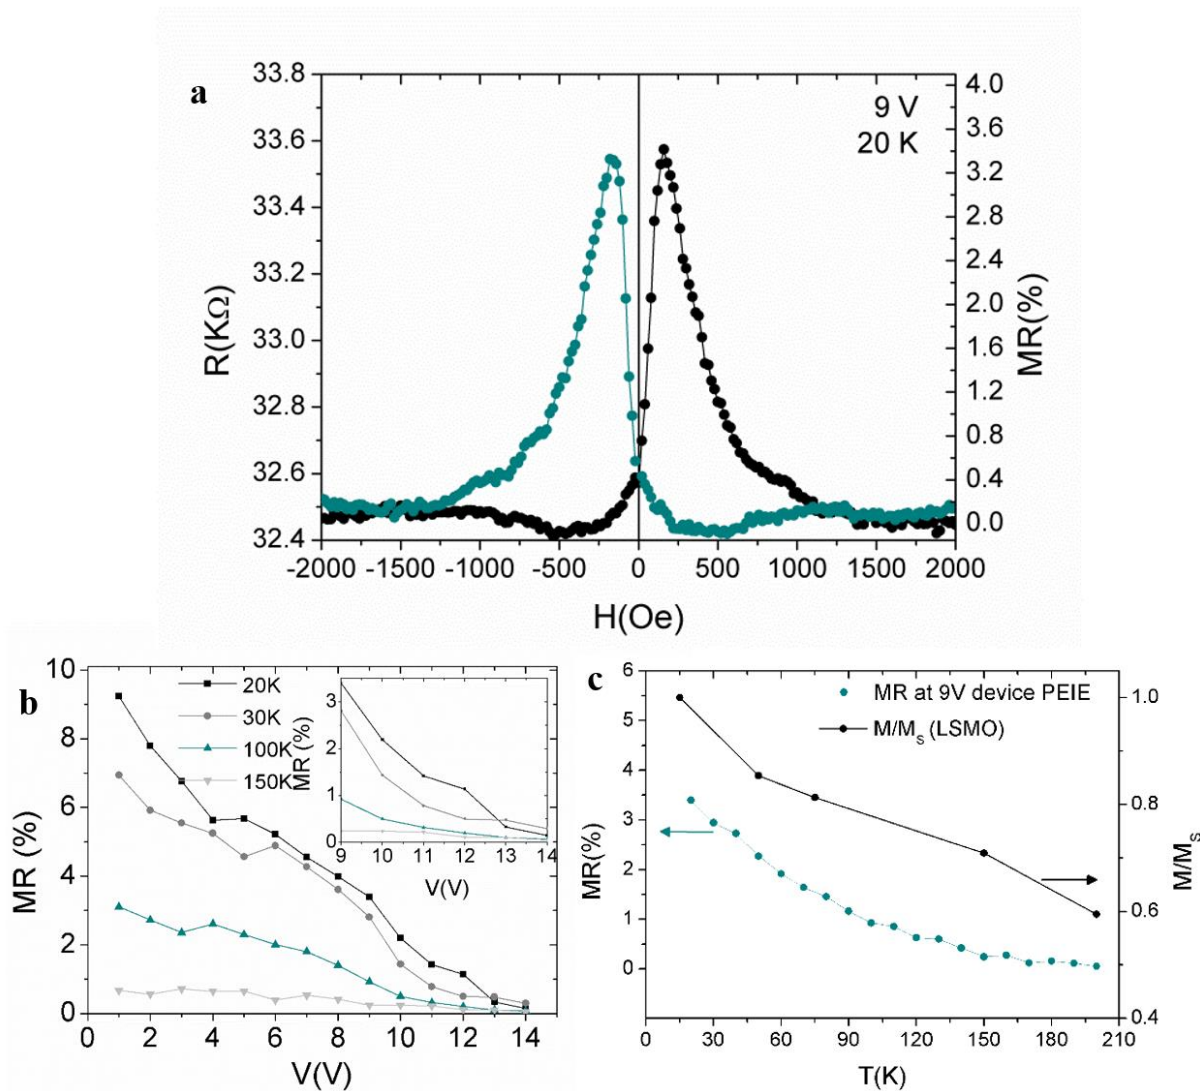 a
9 V
20 K
33.8
33.6
33.4
33.2
33.0
32.8
32.6
32.4
R(KΩ)
4.0
3.6
3.2
2.8
2.4
2.0
1.6
1.2
0.8
0.4
0.0
MR(%)
-2000 -1500 -1000 -500 0 500 1000 1500 2000
H(Oe)
b
10
8
6
4
2
0
MR (%)
20K
30K
100K
150K
3
2
1
0
MR (%)
9 10 11 12 13 14
V(V)
0 2 4 6 8 10 12 14
V(V)
c
6
5
4
3
2
1
0
MR(%)
MR at 9V device PEIE
M/MS (LSMO)
1.0
0.8
0.6
0.4
M/MS
0 30 60 90 120 150 180 210
T(K)